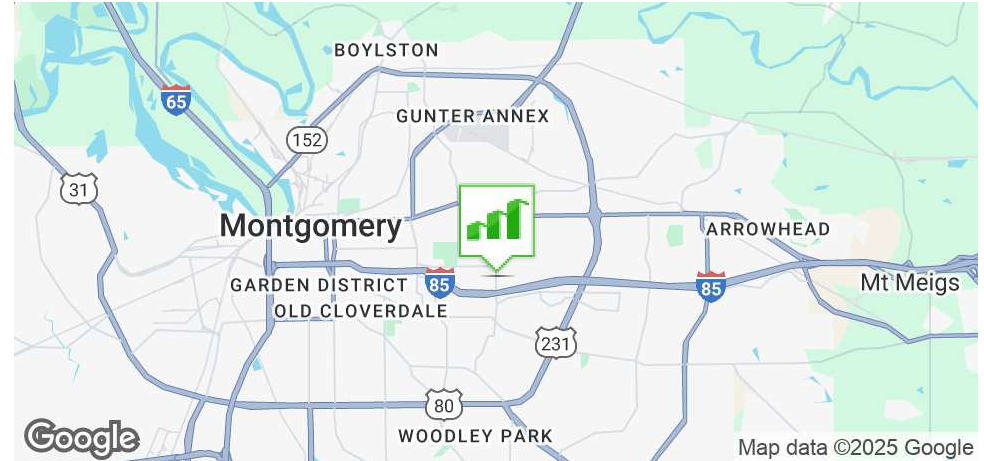 BOYLSTON
65
GUNTER ANNEX
152
31
Montgomery
ARROWHEAD
GARDEN DISTRICT
85
85
Mt Meigs
OLD CLOVERDALE
231
80
WOODLEY PARK
Google
Map data ©2025 Google